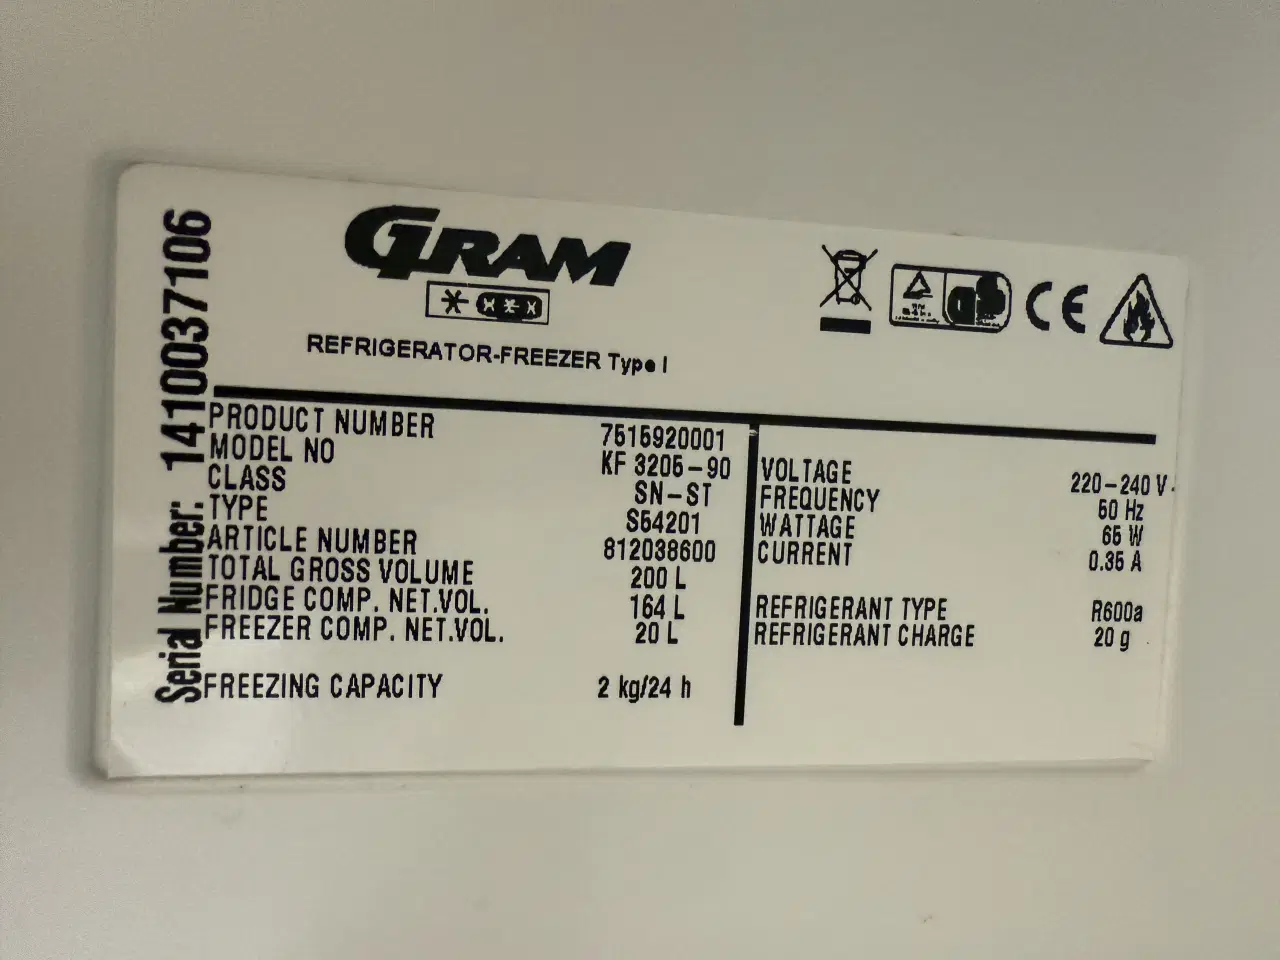 GRAM
REFRIGERATOR-FREEZER Type I
Serial Number: 1410037106
PRODUCT NUMBER 7515920001
MODEL NO KF 3205-90
CLASS SN-ST
TYPE S54201
ARTICLE NUMBER 812038600
TOTAL GROSS VOLUME 200 L
FRIDGE COMP. NET.VOL. 164 L
FREEZER COMP. NET.VOL. 20 L
FREEZING CAPACITY 2 kg/24 h
VOLTAGE 220-240 V
FREQUENCY 50 Hz
WATTAGE 65 W
CURRENT 0.35 A
REFRIGERANT TYPE R600a
REFRIGERANT CHARGE 20 g
CE